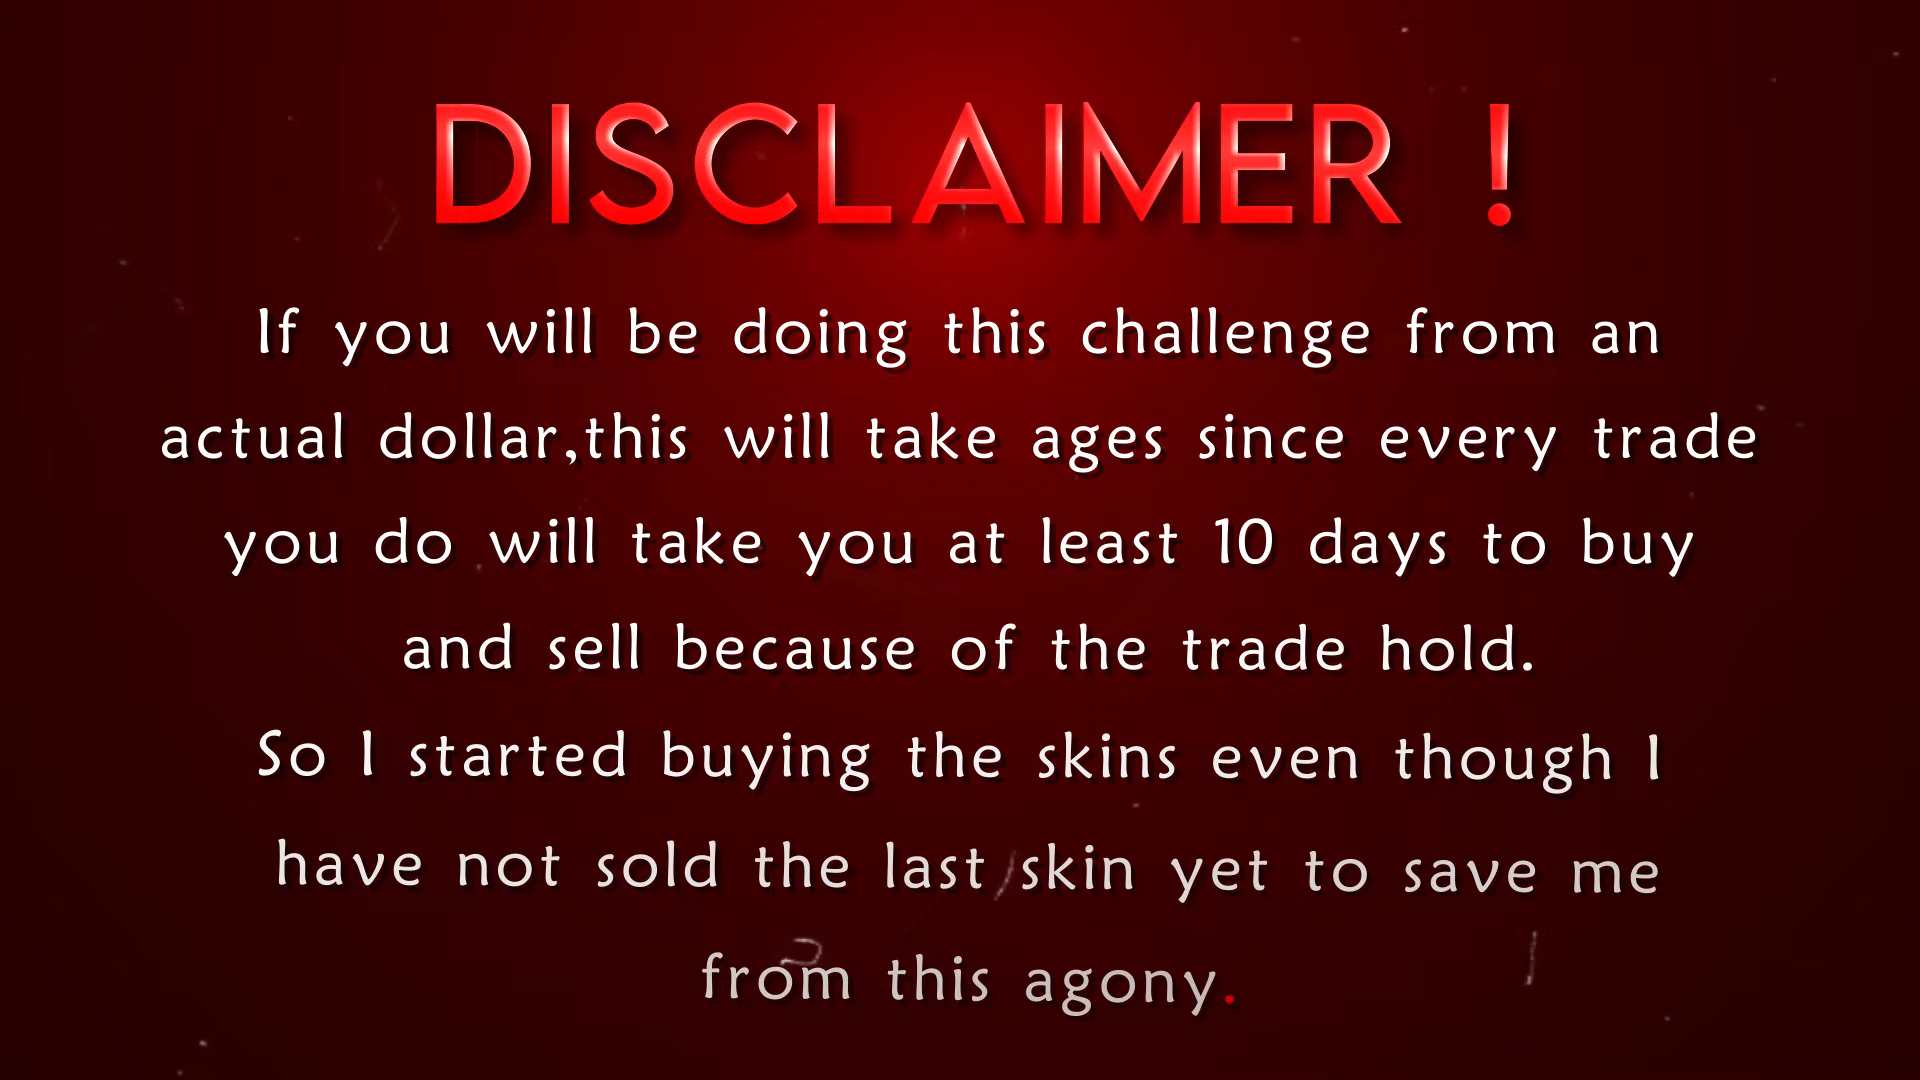 DISCLAIMER !
If you will be doing this challenge from an
actual dollar,this will take ages since every trade
you do will take you at least 10 days to buy
and sell because of the trade hold.
So I started buying the skins even though I
have not sold the last skin yet to save me
from this agony.